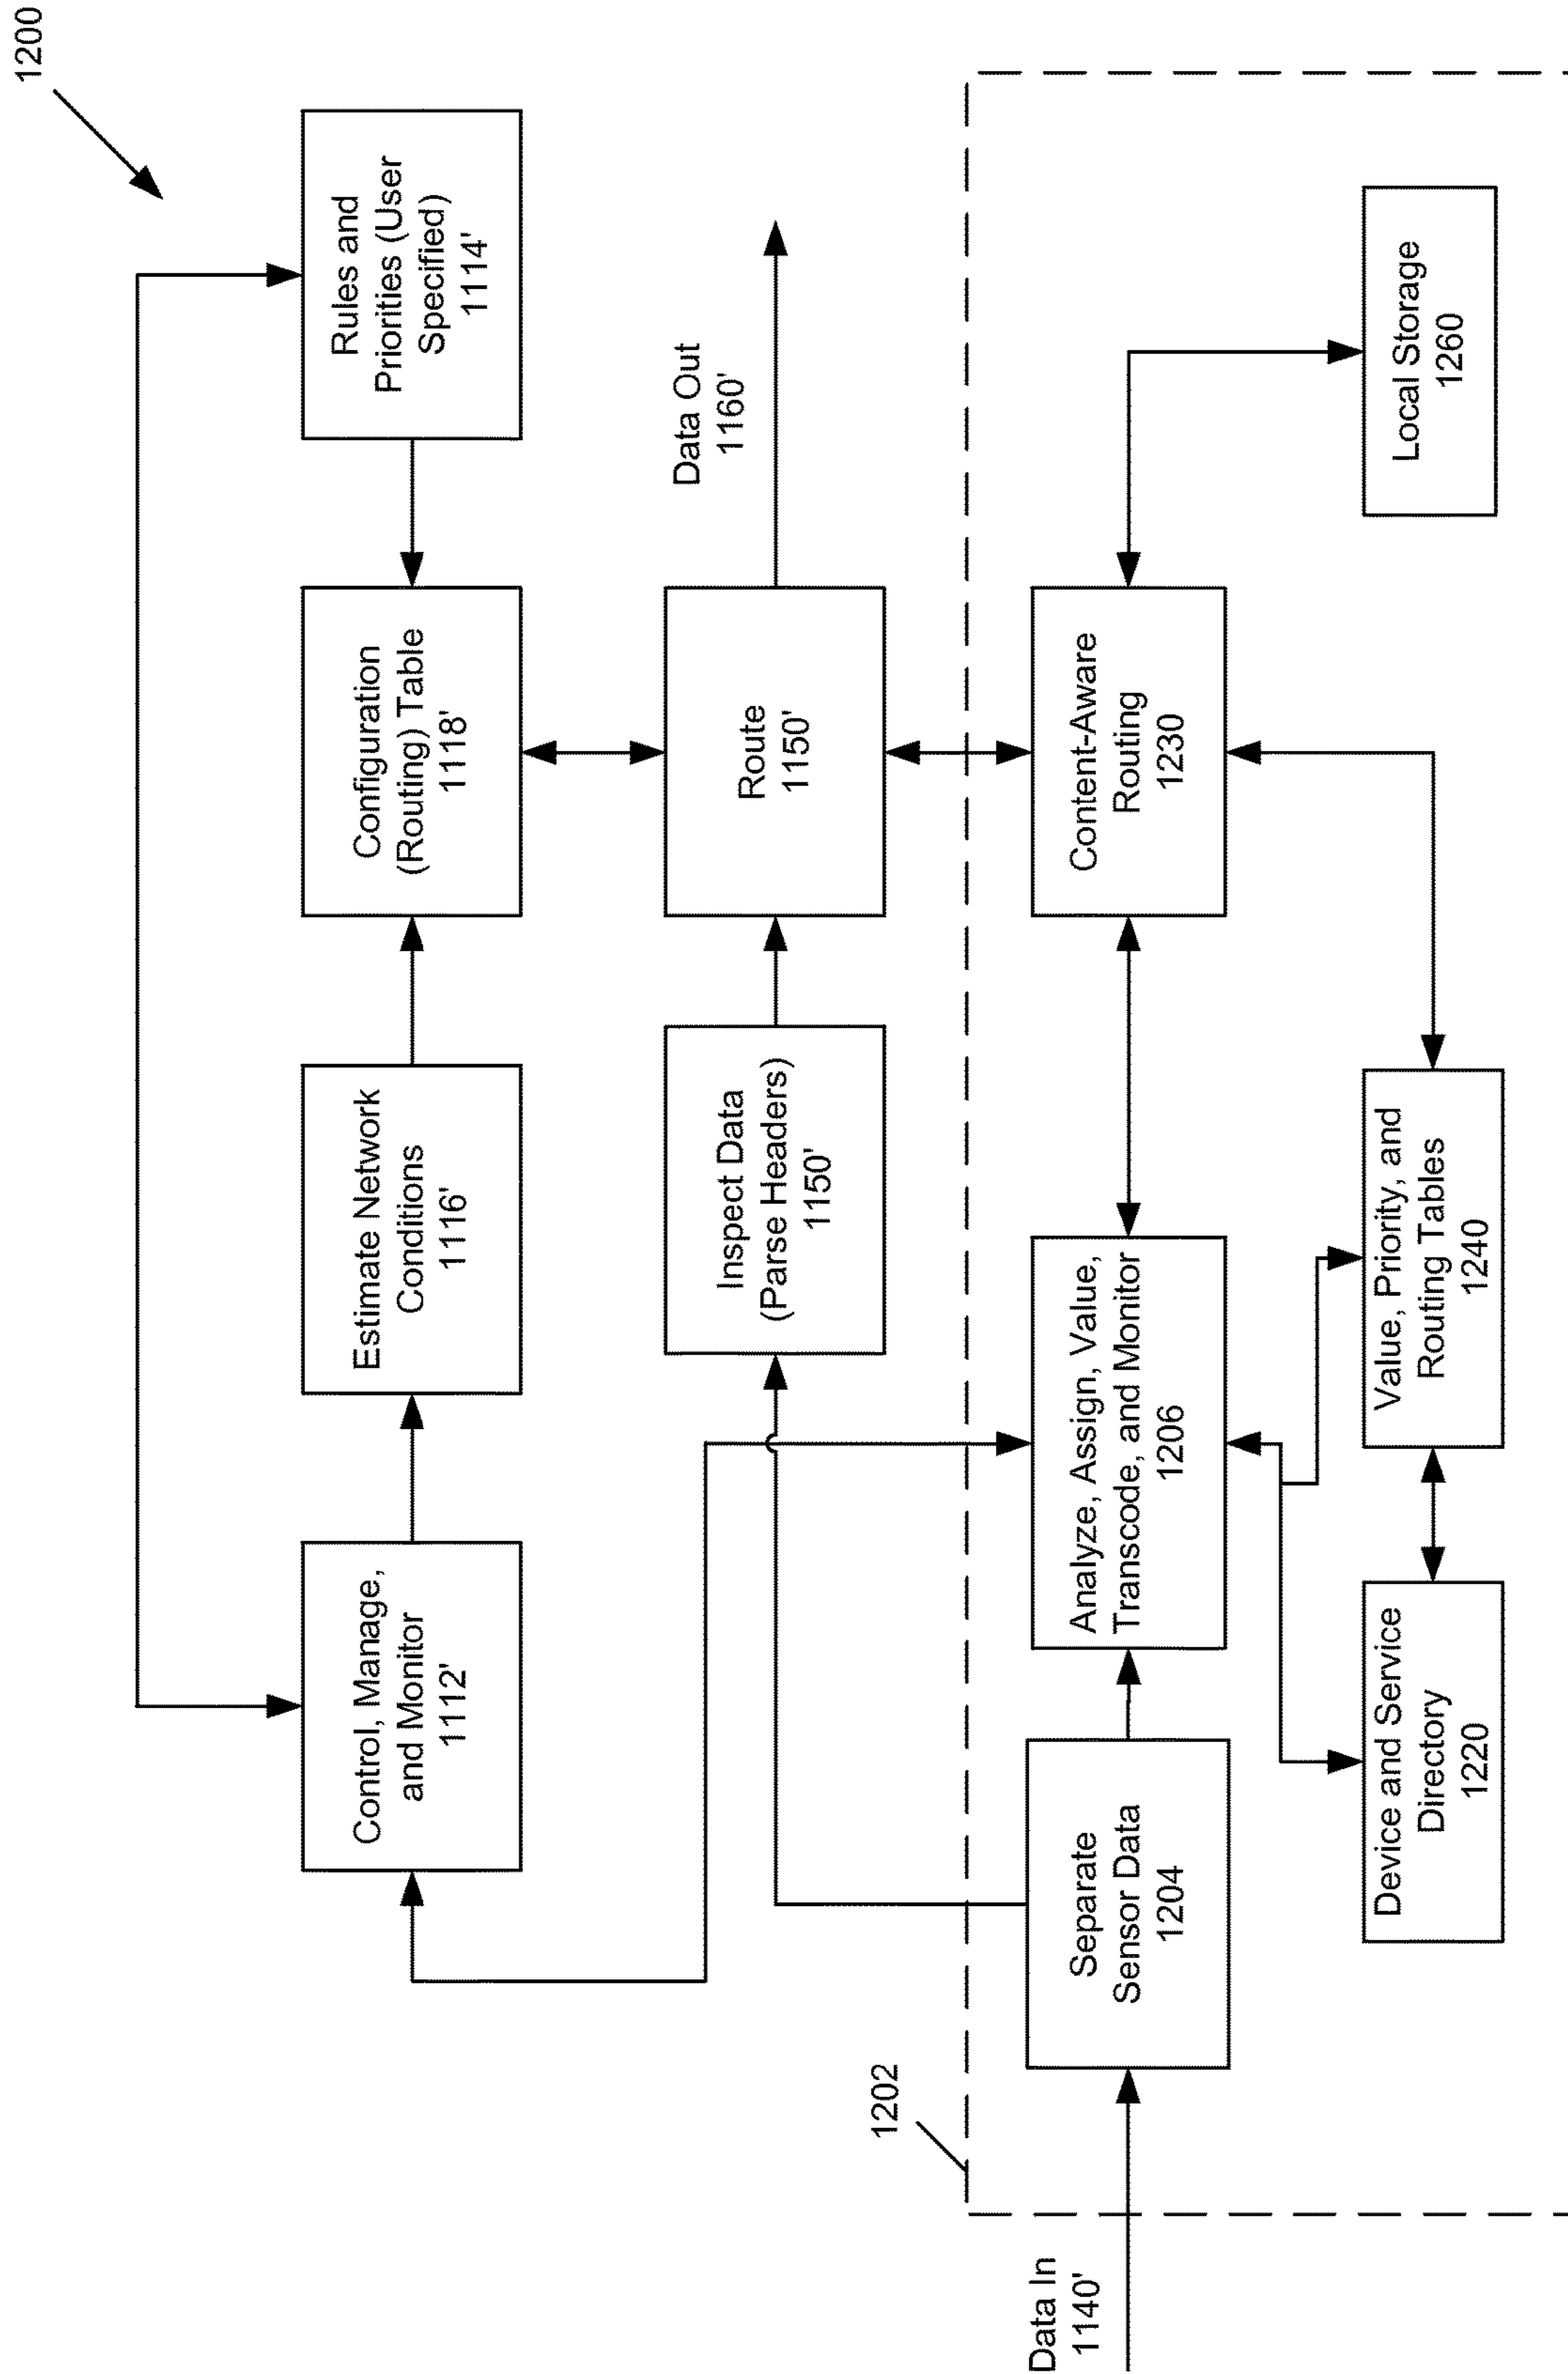 1200
Control, Manage,
and Monitor
1112'
Estimate Network
Conditions
1116'
Configuration
(Routing) Table
1118'
Rules and
Priorities (User
Specified)
1114'
Inspect Data
(Parse Headers)
1150'
Route
1150'
Data Out
1160'
1202
Data In
1140'
Separate
Sensor Data
1204
Analyze, Assign, Value,
Transcode, and Monitor
1206
Content-Aware
Routing
1230
Device and Service
Directory
1220
Value, Priority, and
Routing Tables
1240
Local Storage
1260